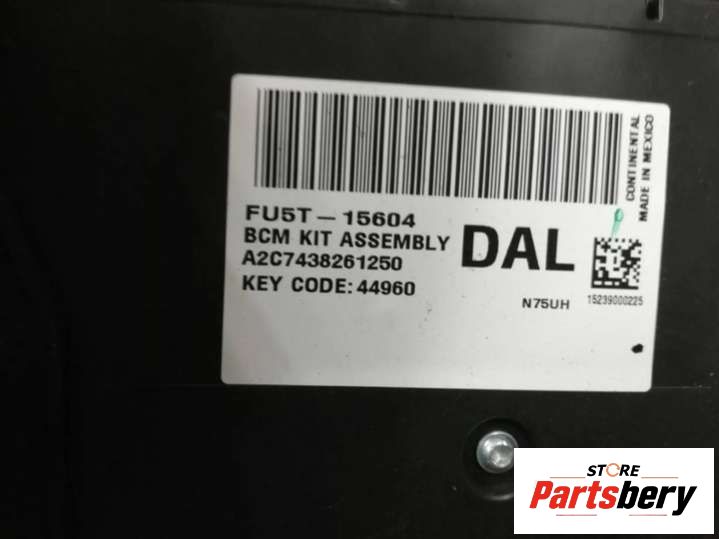 CONTINENTAL
MADE IN MEXICO
FU5T-15604
BCM KIT ASSEMBLY
A2C7438261250
KEY CODE: 44960
DAL
N75UH
15239000225
STORE
Partsbery